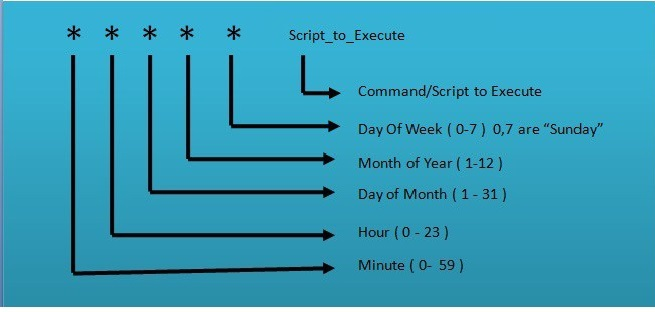 * * * * * Script_to_Execute
Command/Script to Execute
Day Of Week ( 0-7 ) 0,7 are “Sunday”
Month of Year ( 1-12 )
Day of Month ( 1 - 31 )
Hour ( 0 - 23 )
Minute ( 0- 59 )